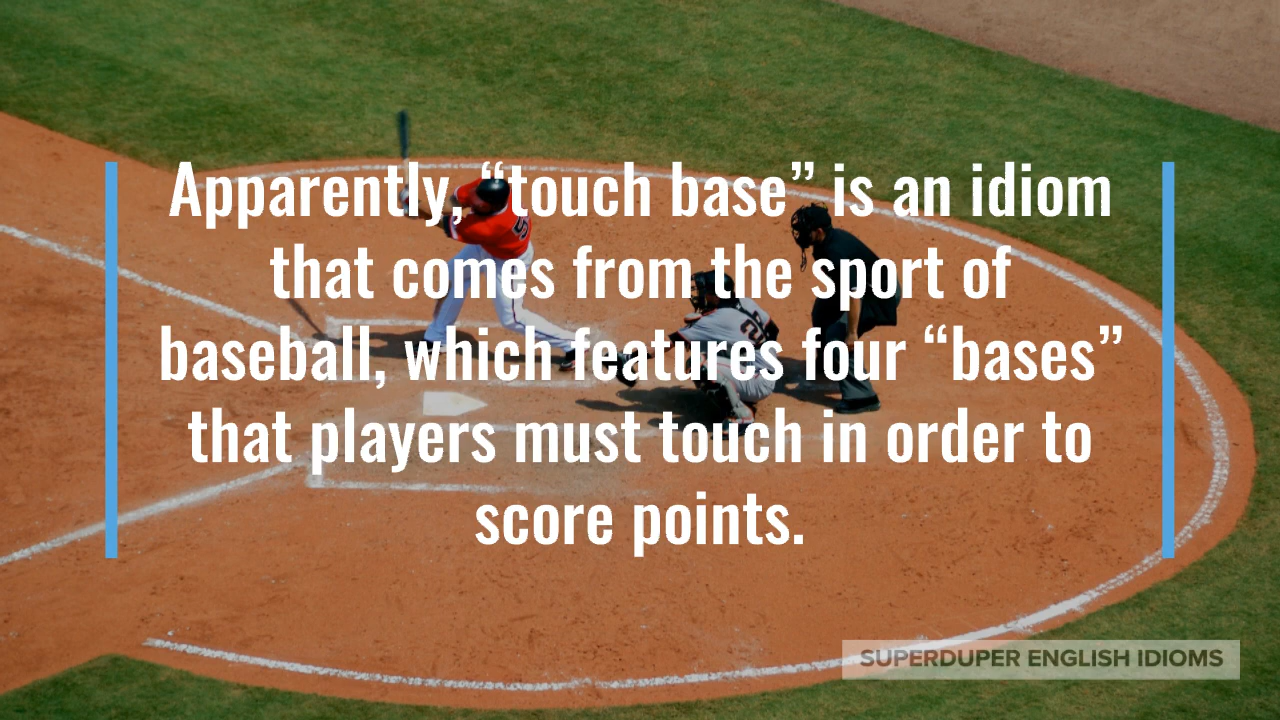 Apparently, “touch base” is an idiom
that comes from the sport of
baseball, which features four “bases”
that players must touch in order to
score points.
SUPERDUPER ENGLISH IDIOMS